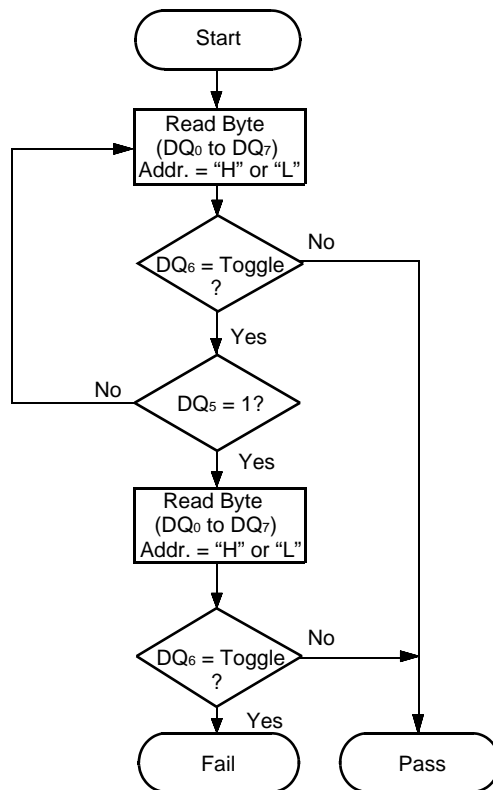 Start
Read Byte
(DQ0 to DQ7)
Addr. = “H” or “L”
No
DQ6 = Toggle
?
Yes
No
DQ5 = 1?
Yes
Read Byte
(DQ0 to DQ7)
Addr. = “H” or “L”
No
DQ6 = Toggle
?
Yes
Fail
Pass